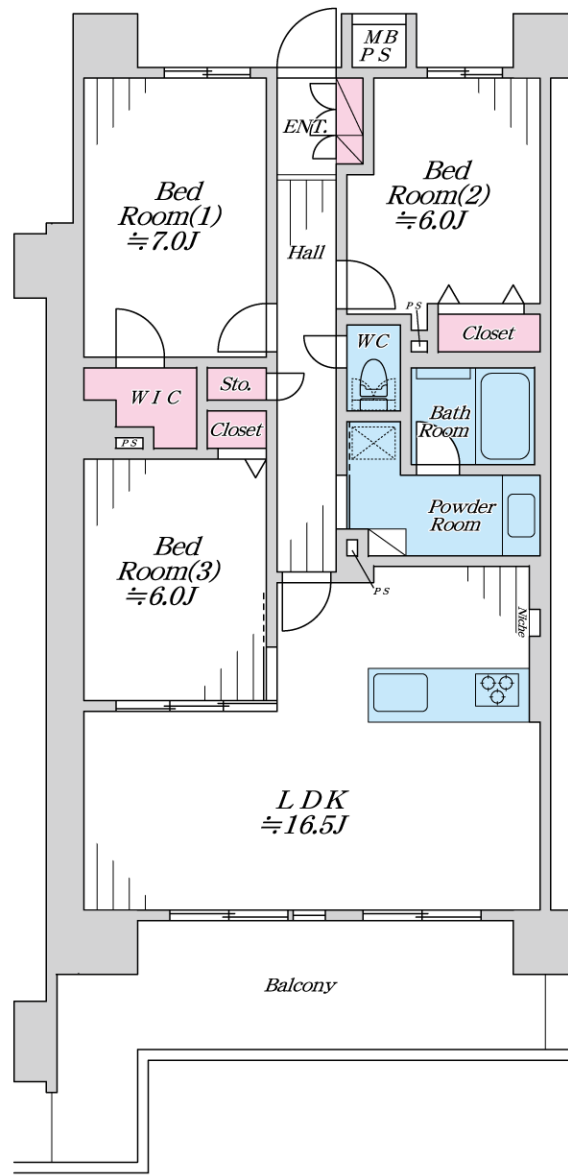 MB
PS
ENT.
Bed
Room(1)
≒7.0J
Bed
Room(2)
≒6.0J
Hall
PS
WC
Closet
WIC
Sto.
Closet
PS
Bath
Room
Powder
Room
Bed
Room(3)
≒6.0J
PS
Niche
LDK
≒16.5J
Balcony